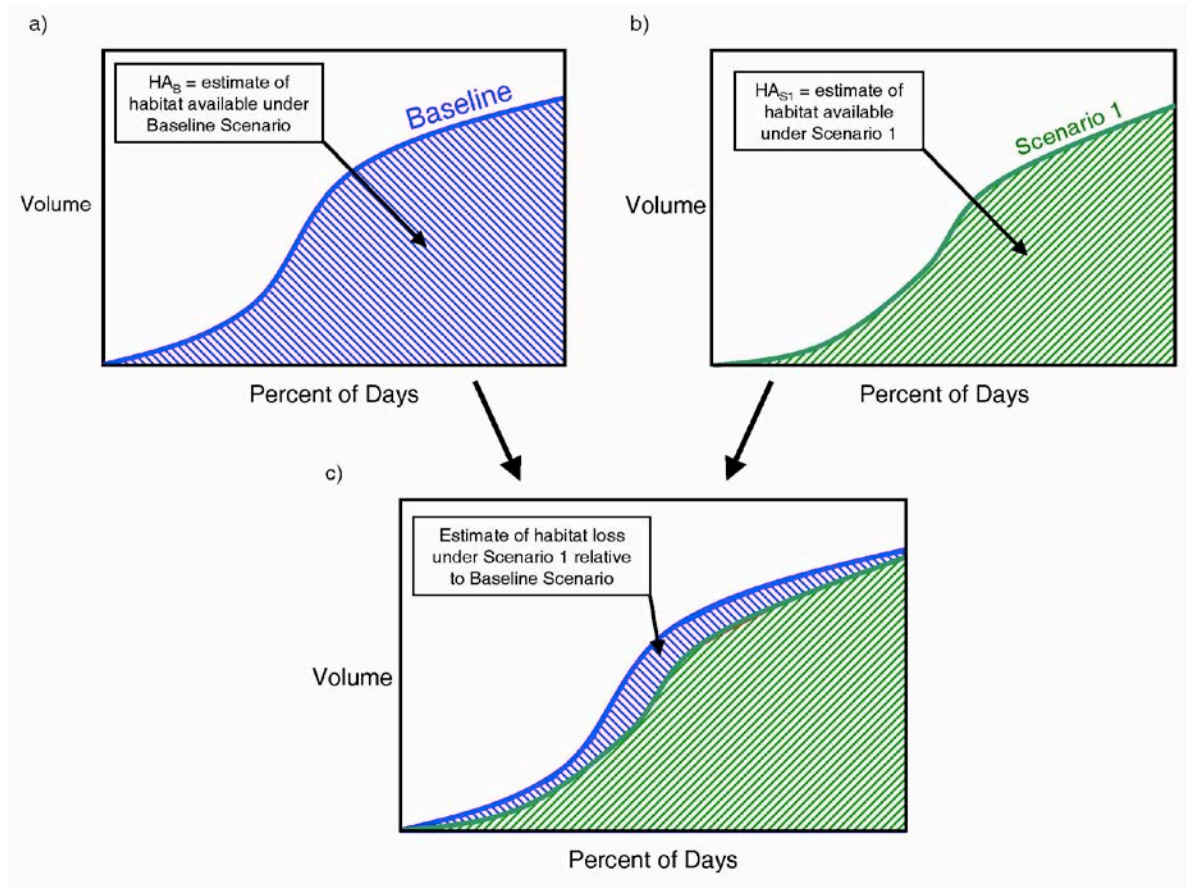 a)
HA_B = estimate of
habitat available under
Baseline Scenario
Baseline
Volume
Percent of Days
b)
HA_S1 = estimate of
habitat available
under Scenario 1
Scenario 1
Volume
Percent of Days
c)
Estimate of habitat loss
under Scenario 1 relative
to Baseline Scenario
Volume
Percent of Days